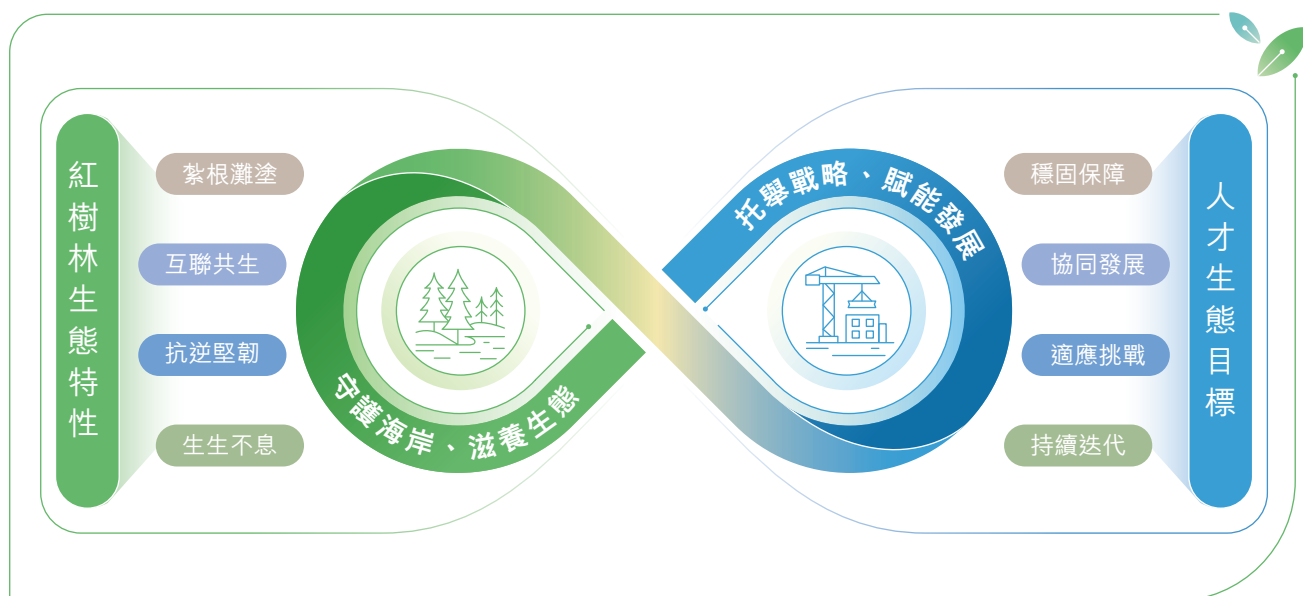 紅樹林生態特性
紮根灘塗
互聯共生
抗逆堅韌
生生不息
守護海岸、滋養生態
托舉戰略、賦能發展
穩固保障
協同發展
適應挑戰
持續迭代
人才生態目標